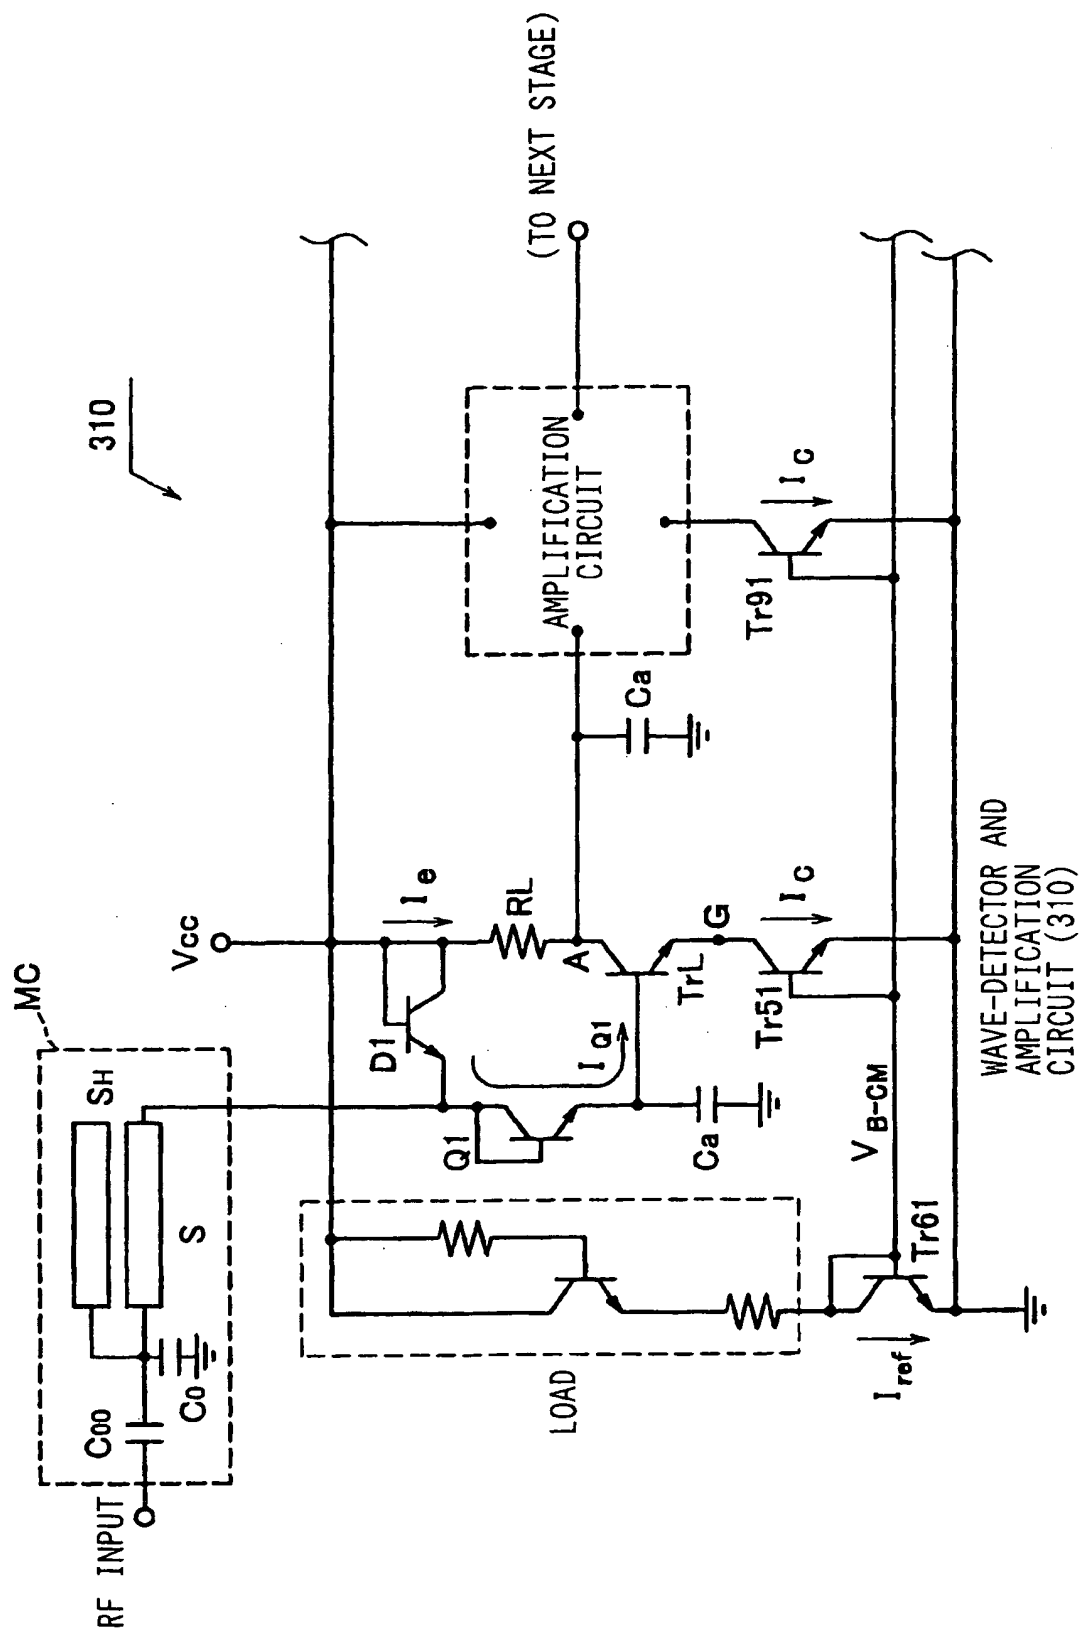 310
MC
RF INPUT
C00
C0
S
SH
Vcc
D1
Ie
RL
A
Q1
IQ1
TrL
G
Ca
Ca
AMPLIFICATION
CIRCUIT
(TO NEXT STAGE)
LOAD
Iref
Tr61
VB-CM
Tr51
IC
Tr91
IC
WAVE-DETECTOR AND
AMPLIFICATION
CIRCUIT (310)